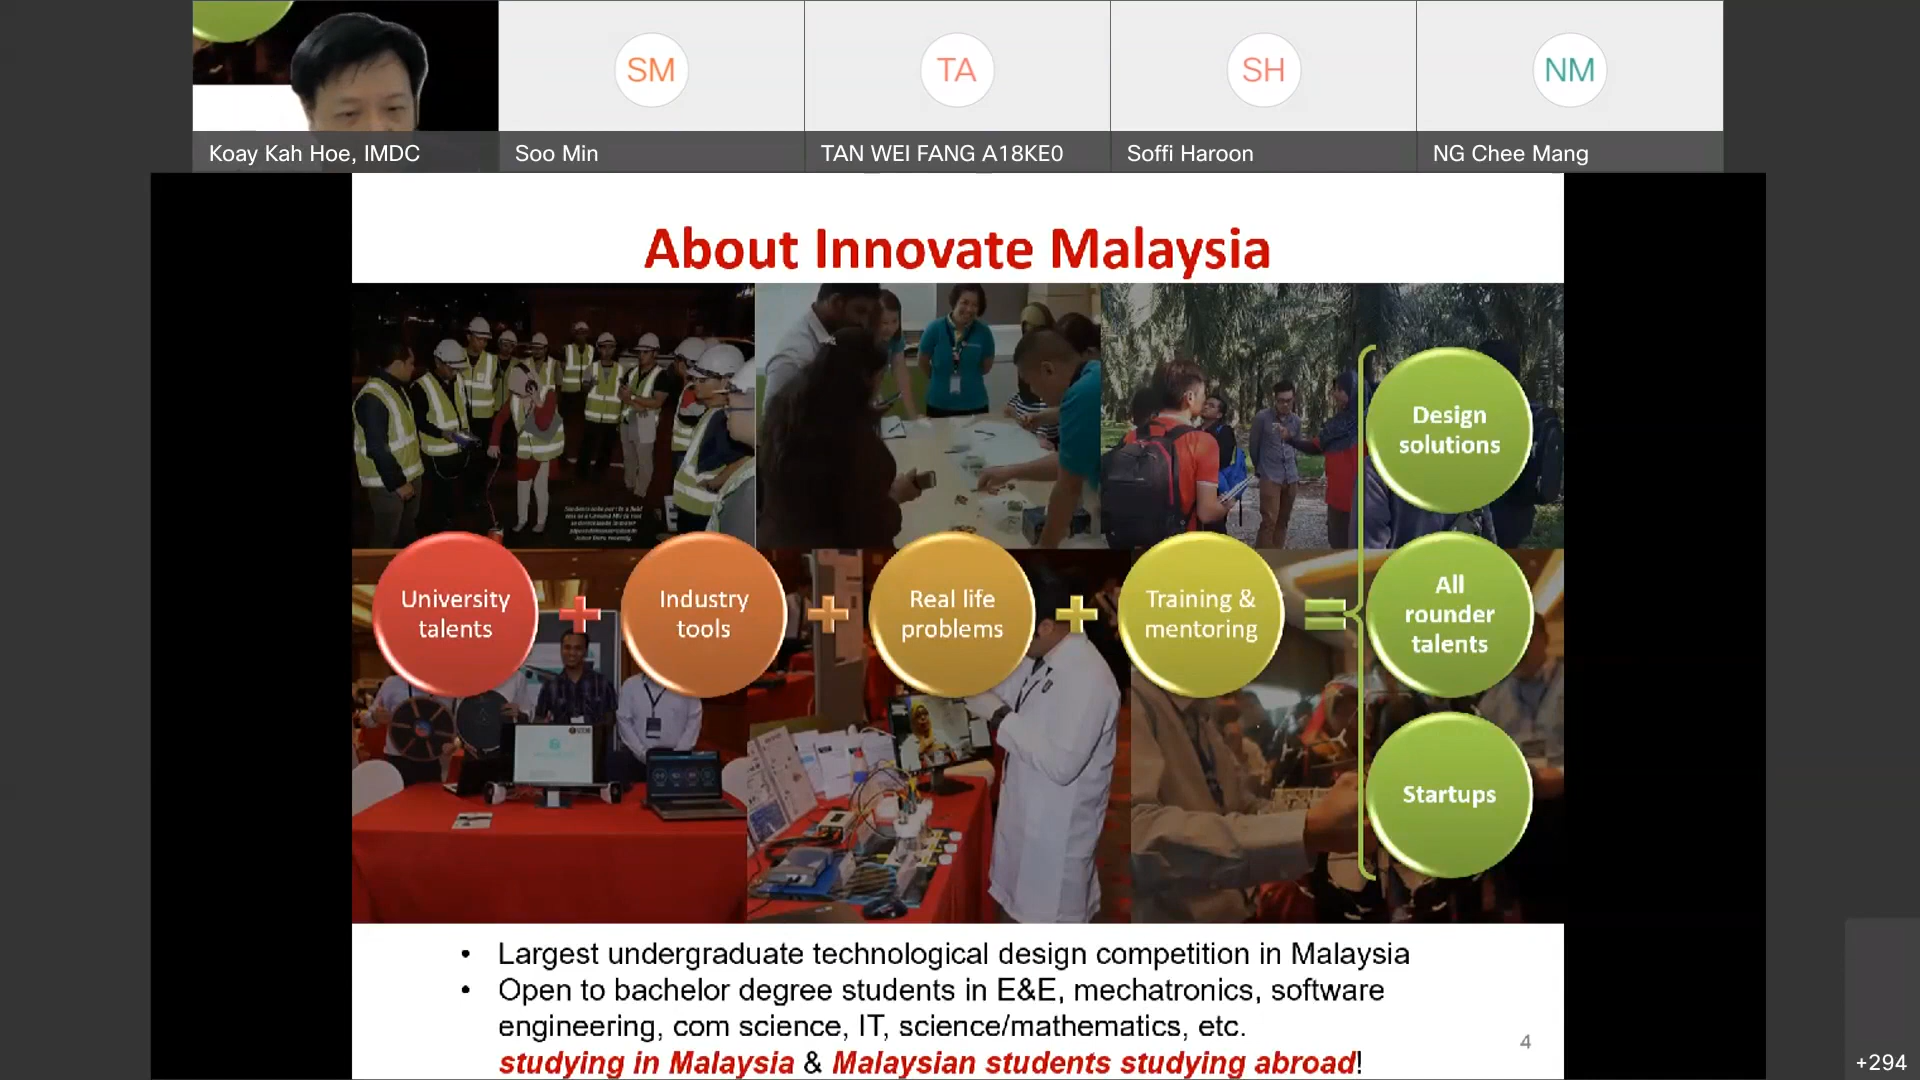 SM
TA
SH
NM
Koay Kah Hoe, IMDC
Soo Min
TAN WEI FANG A18KE0
Soffi Haroon
NG Chee Mang
About Innovate Malaysia
University
talents
+
Industry
tools
+
Real life
problems
+
Training &
mentoring
=
Design
solutions
All
rounder
talents
Startups
• Largest undergraduate technological design competition in Malaysia
• Open to bachelor degree students in E&E, mechatronics, software
engineering, com science, IT, science/mathematics, etc.
studying in Malaysia & Malaysian students studying abroad!
4
+294